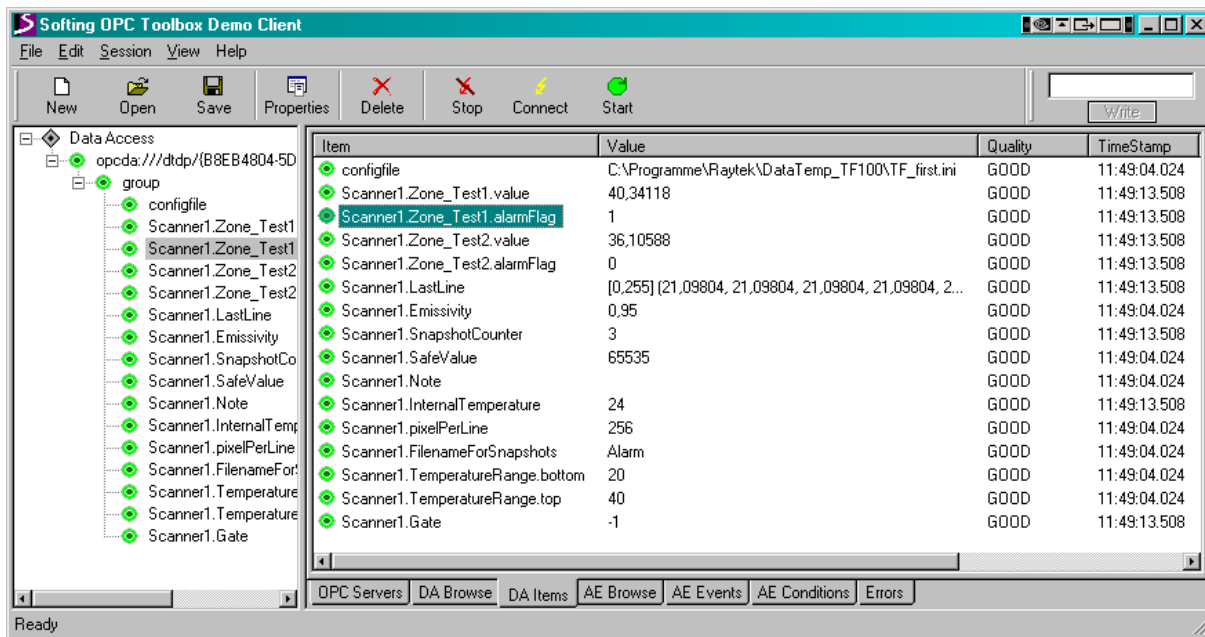 Softing OPC Toolbox Demo Client
File Edit Session View Help
New Open Save Properties Delete Stop Connect Start Write
Data Access
opcda:///dtdp/{B8EB4804-5D
group
configfile
Scanner1.Zone_Test1
Scanner1.Zone_Test1
Scanner1.Zone_Test2
Scanner1.Zone_Test2
Scanner1.LastLine
Scanner1.Emissivity
Scanner1.SnapshotCo
Scanner1.SafeValue
Scanner1.Note
Scanner1.InternalTemp
Scanner1.pixelPerLine
Scanner1.FilenameForS
Scanner1.Temperature
Scanner1.Temperature
Scanner1.Gate
Item Value Quality TimeStamp
configfile C:\Programme\Raytek\DataTemp_TF100\TF_first.ini GOOD 11:49:04.024
Scanner1.Zone_Test1.value 40,34118 GOOD 11:49:13.508
Scanner1.Zone_Test1.alarmFlag 1 GOOD 11:49:13.508
Scanner1.Zone_Test2.value 36,10588 GOOD 11:49:13.508
Scanner1.Zone_Test2.alarmFlag 0 GOOD 11:49:13.508
Scanner1.LastLine [0,255] (21,09804, 21,09804, 21,09804, 21,09804, 2... GOOD 11:49:13.508
Scanner1.Emissivity 0,95 GOOD 11:49:04.024
Scanner1.SnapshotCounter 3 GOOD 11:49:13.508
Scanner1.SafeValue 65535 GOOD 11:49:04.024
Scanner1.Note GOOD 11:49:04.024
Scanner1.InternalTemperature 24 GOOD 11:49:13.508
Scanner1.pixelPerLine 256 GOOD 11:49:04.024
Scanner1.FilenameForSnapshots Alarm GOOD 11:49:04.024
Scanner1.TemperatureRange.bottom 20 GOOD 11:49:04.024
Scanner1.TemperatureRange.top 40 GOOD 11:49:04.024
Scanner1.Gate -1 GOOD 11:49:13.508
OPC Servers DA Browse DA Items AE Browse AE Events AE Conditions Errors
Ready